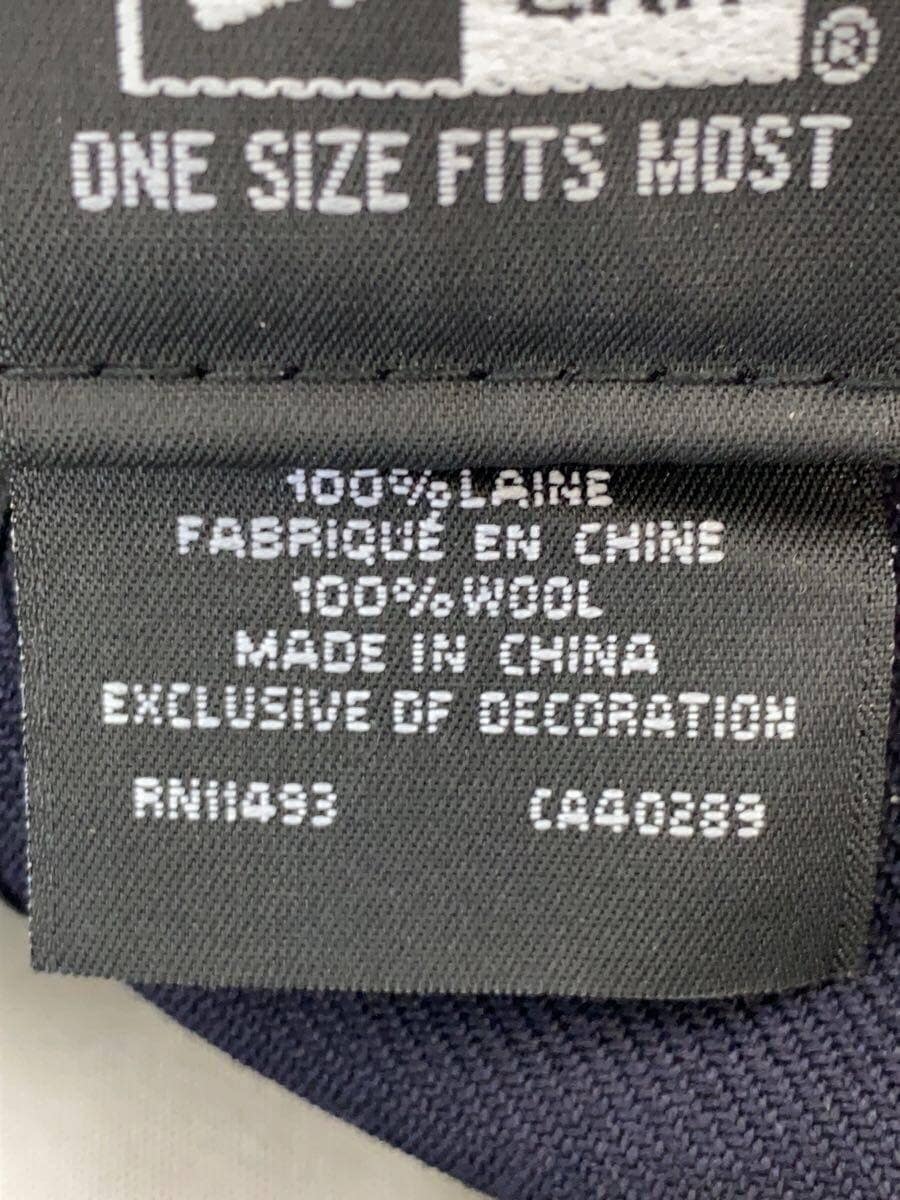 ®
ONE SIZE FITS MOST
100% LAINE
FABRIQUÉ EN CHINE
100% WOOL
MADE IN CHINA
EXCLUSIVE OF DECORATION
RN11493 CA40289